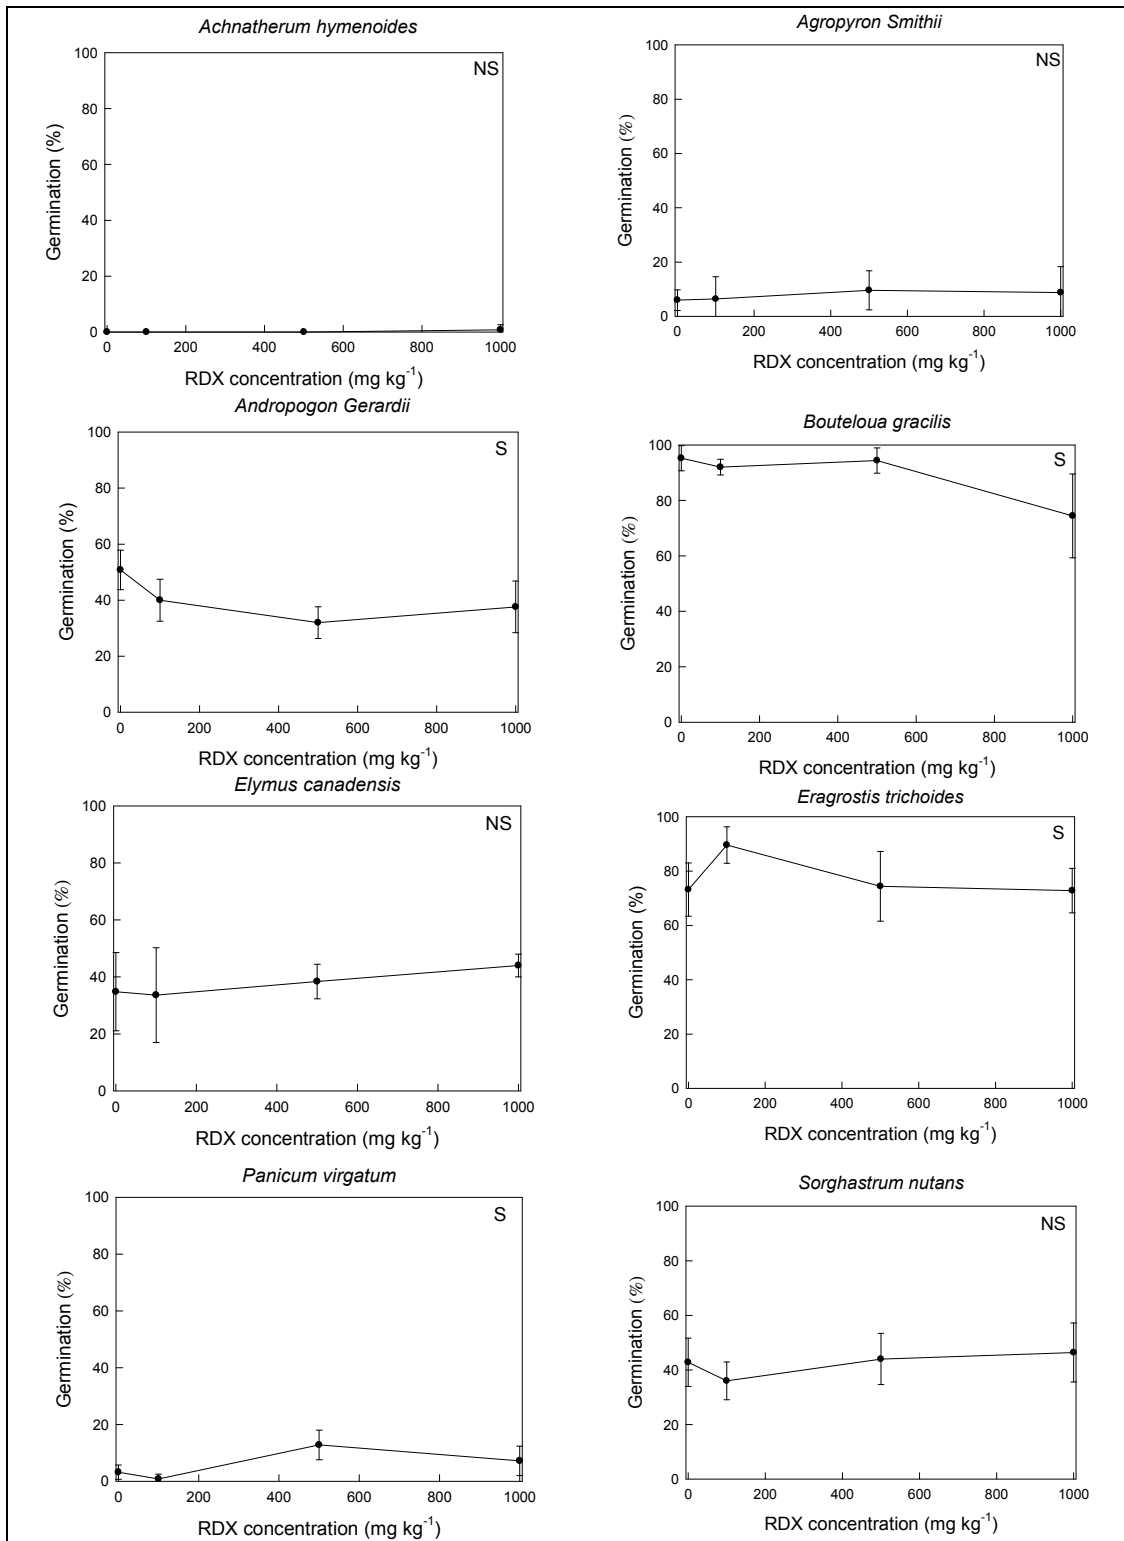 Achnatherum hymenoides
NS
Germination (%)
100
80
60
40
20
0
0 200 400 600 800 1000
RDX concentration (mg kg⁻¹)
Agropyron Smithii
NS
Germination (%)
100
80
60
40
20
0
0 200 400 600 800 1000
RDX concentration (mg kg⁻¹)
Andropogon Gerardii
S
Germination (%)
100
80
60
40
20
0
0 200 400 600 800 1000
RDX concentration (mg kg⁻¹)
Bouteloua gracilis
S
Germination (%)
100
80
60
40
20
0
0 200 400 600 800 1000
RDX concentration (mg kg⁻¹)
Elymus canadensis
NS
Germination (%)
100
80
60
40
20
0
0 200 400 600 800 1000
RDX concentration (mg kg⁻¹)
Eragrostis trichoides
S
Germination (%)
100
80
60
40
20
0
0 200 400 600 800 1000
RDX concentration (mg kg⁻¹)
Panicum virgatum
S
Germination (%)
100
80
60
40
20
0
0 200 400 600 800 1000
RDX concentration (mg kg⁻¹)
Sorghastrum nutans
NS
Germination (%)
100
80
60
40
20
0
0 200 400 600 800 1000
RDX concentration (mg kg⁻¹)